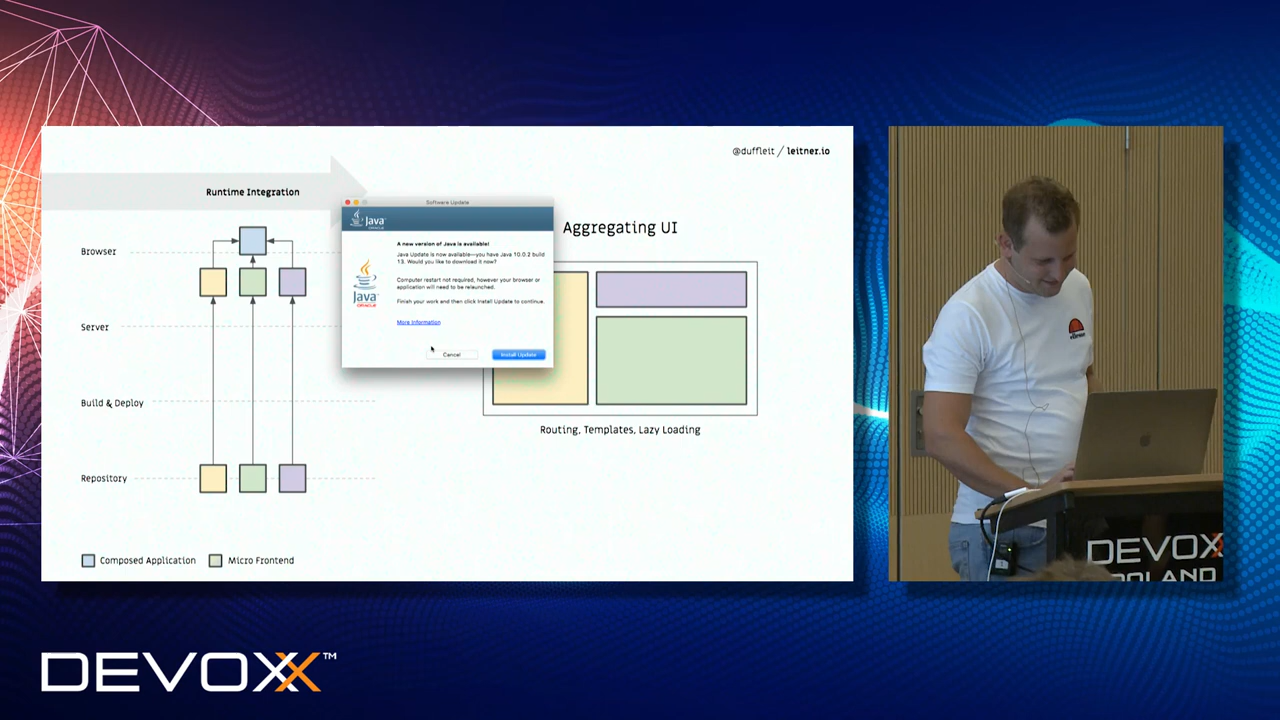 @duffleit / leitner.io
Runtime Integration
Software Update
Java
ORACLE
A new version of Java is available!
Java Update is now available—you have Java 10.0.2 build
13. Would you like to download it now?
Computer restart not required, however your browser or
application will need to be relaunched.
Finish your work and then click Install Update to continue.
More Information
Cancel
Install Update
Java
ORACLE
Aggregating UI
Browser
Server
Build & Deploy
Repository
Routing, Templates, Lazy Loading
Composed Application
Micro Frontend
DEVOXX
POLAND
DEVOXX™